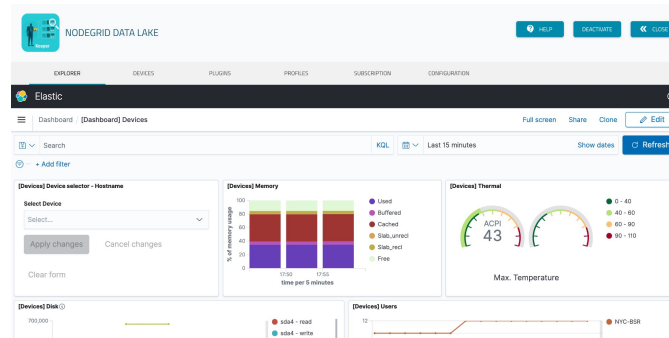 Keeper
NODEGRID DATA LAKE
HELP
DEACTIVATE
CLOSE
EXPLORER
DEVICES
PLUGINS
PROFILES
SUBSCRIPTION
CONFIGURATION
Elastic
Dashboard / [Dashboard] Devices
Full screen
Share
Clone
Edit
Search
KQL
Last 15 minutes
Show dates
Refresh
+ Add filter
[Devices] Device selector - Hostname
Select Device
Select...
Apply changes
Cancel changes
Clear form
[Devices] Memory
% of memory usage
100
80
60
40
20
0
17:50
17:55
time per 5 minutes
Used
Buffered
Cached
Slab_unrecl
Slab_recl
Free
[Devices] Thermal
ACPI
43
Max. Temperature
0 - 40
40 - 60
60 - 90
90 - 110
[Devices] Disk
700,000
sda4 - read
sda4 - write
[Devices] Users
12
NYC-BSR